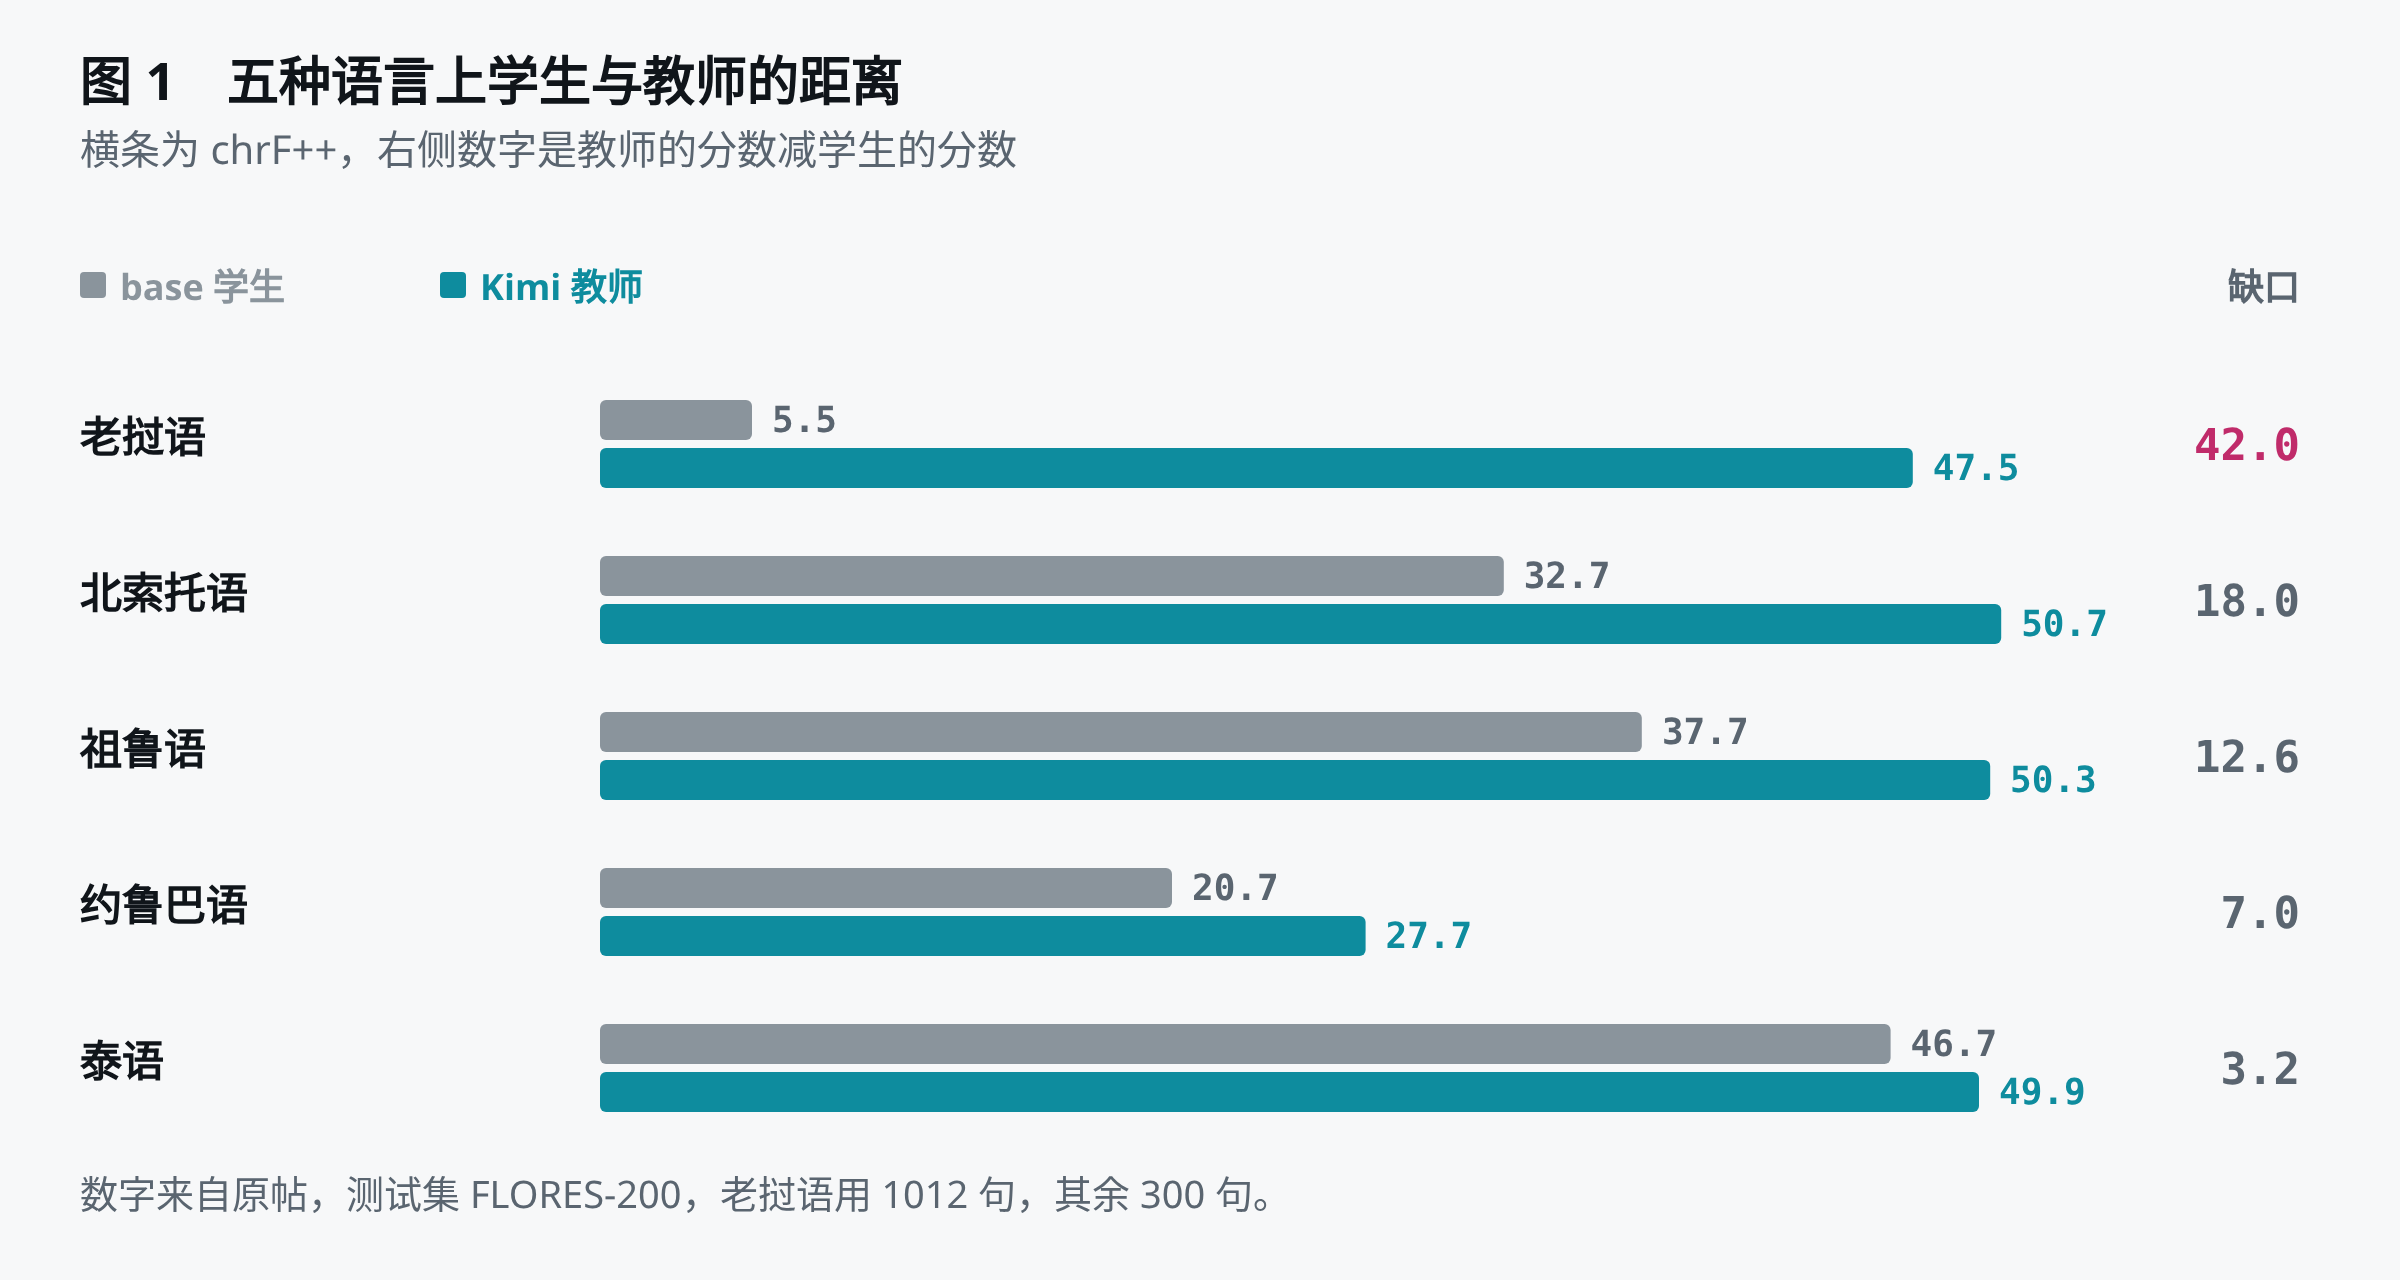 图 1 五种语言上学生与教师的距离
横条为 chrF++，右侧数字是教师的分数减学生的分数
base 学生 Kimi 教师 缺口
老挝语 5.5 47.5 42.0
北索托语 32.7 50.7 18.0
祖鲁语 37.7 50.3 12.6
约鲁巴语 20.7 27.7 7.0
泰语 46.7 49.9 3.2
数字来自原帖，测试集 FLORES-200，老挝语用 1012 句，其余 300 句。